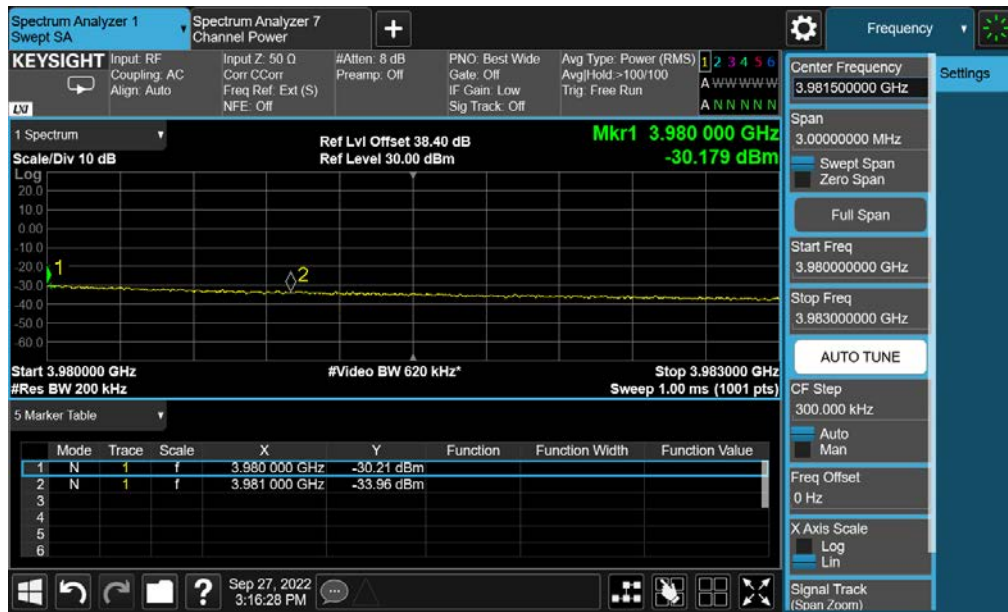 Spectrum Analyzer 1
Swept SA
Spectrum Analyzer 7
Channel Power
+
Frequency
KEYSIGHT
LXI
Input: RF
Coupling: AC
Align: Auto
Input Z: 50 Ω
Corr CCorr
Freq Ref: Ext (S)
NFE: Off
#Atten: 8 dB
Preamp: Off
PNO: Best Wide
Gate: Off
IF Gain: Low
Sig Track: Off
Avg Type: Power (RMS)
Avg|Hold:>100/100
Trig: Free Run
1 2 3 4 5 6
A W W W W W
A N N N N N
1 Spectrum
Scale/Div 10 dB
Ref Lvl Offset 38.40 dB
Ref Level 30.00 dBm
Mkr1 3.980 000 GHz
-30.179 dBm
Log
20.0
10.0
0.00
-10.0
-20.0
-30.0
-40.0
-50.0
-60.0
1
2
Start 3.980000 GHz
#Res BW 200 kHz
#Video BW 620 kHz*
Stop 3.983000 GHz
Sweep 1.00 ms (1001 pts)
5 Marker Table
Mode Trace Scale X Y Function Function Width Function Value
1 N 1 f 3.980 000 GHz -30.21 dBm
2 N 1 f 3.981 000 GHz -33.96 dBm
3
4
5
6
?
Sep 27, 2022
3:16:28 PM
Center Frequency
3.981500000 GHz
Settings
Span
3.00000000 MHz
Swept Span
Zero Span
Full Span
Start Freq
3.980000000 GHz
Stop Freq
3.983000000 GHz
AUTO TUNE
CF Step
300.000 kHz
Auto
Man
Freq Offset
0 Hz
X Axis Scale
Log
Lin
Signal Track
(Span Zoom)